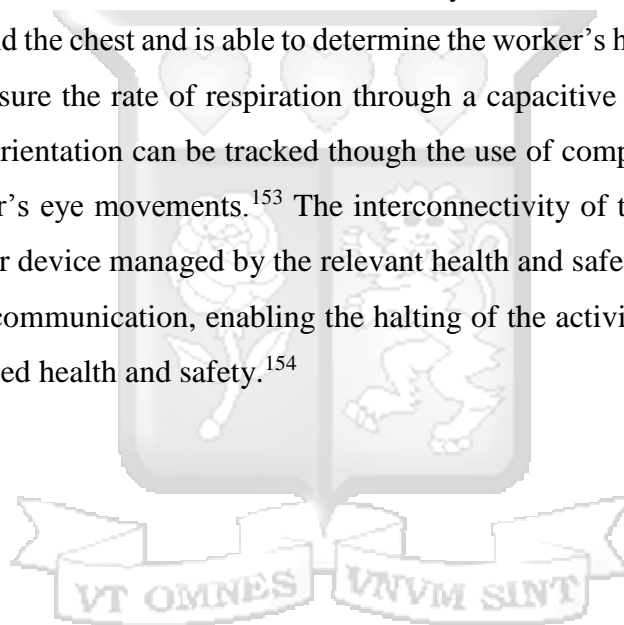 d the chest and is able to determine the worker’s h
sure the rate of respiration through a capacitive
rientation can be tracked though the use of comp
r’s eye movements.153 The interconnectivity of t
r device managed by the relevant health and safet
communication, enabling the halting of the activi
ed health and safety.154
VT OMNES VNVM SINT